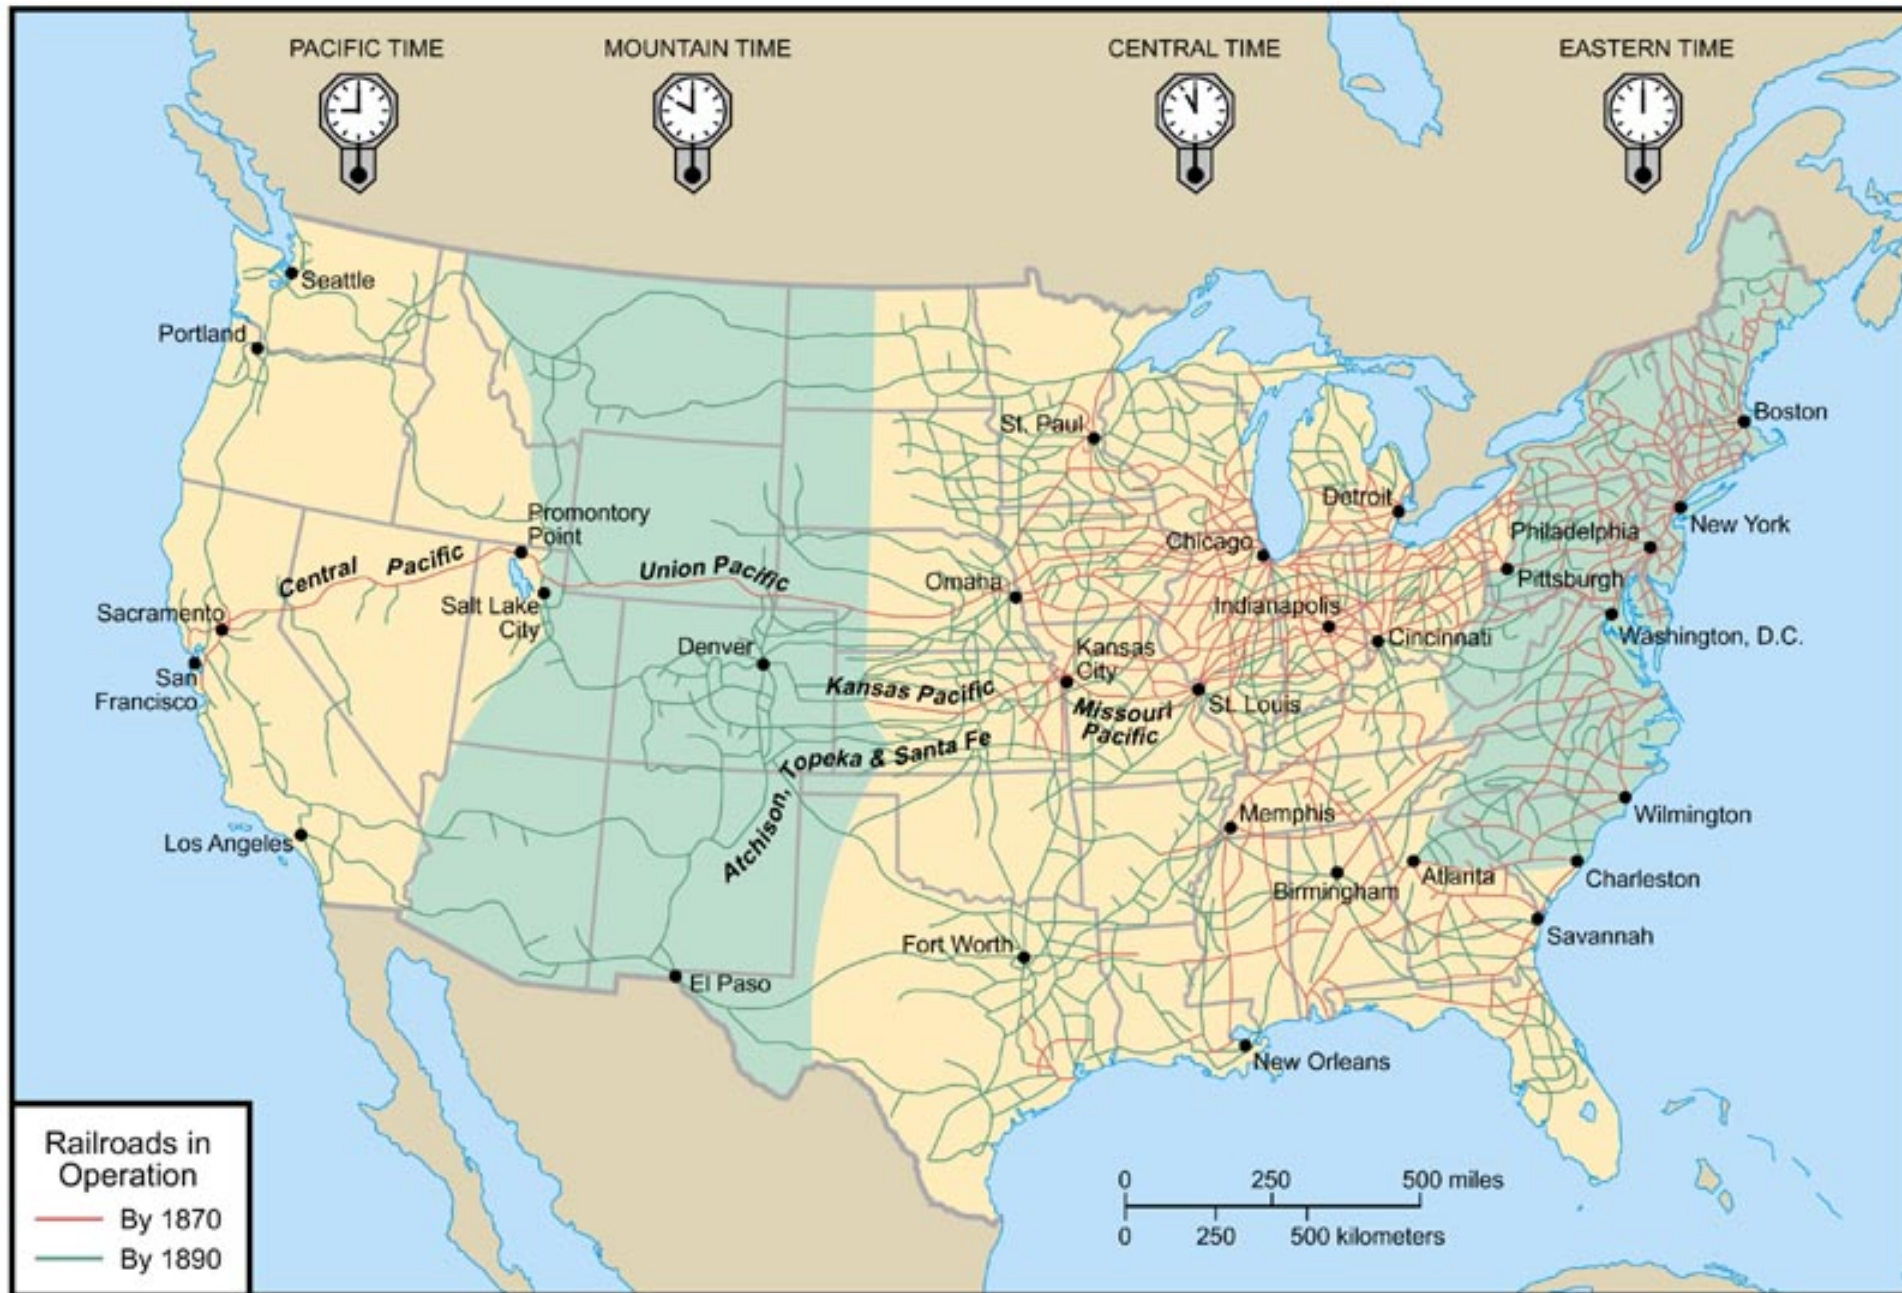 PACIFIC TIME
MOUNTAIN TIME
CENTRAL TIME
EASTERN TIME
Seattle
Portland
St. Paul
Boston
Promontory
Point
Detroit
New York
Philadelphia
Chicago
Central Pacific
Union Pacific
Omaha
Pittsburgh
Salt Lake
City
Indianapolis
Sacramento
Cincinnati
Washington, D.C.
Denver
Kansas
City
San
Francisco
Kansas Pacific
St. Louis
Missouri
Pacific
Atchison, Topeka & Santa Fe
Memphis
Wilmington
Los Angeles
Birmingham
Atlanta
Charleston
Fort Worth
Savannah
El Paso
New Orleans
Railroads in
Operation
By 1870
By 1890
0 250 500 miles
0 250 500 kilometers